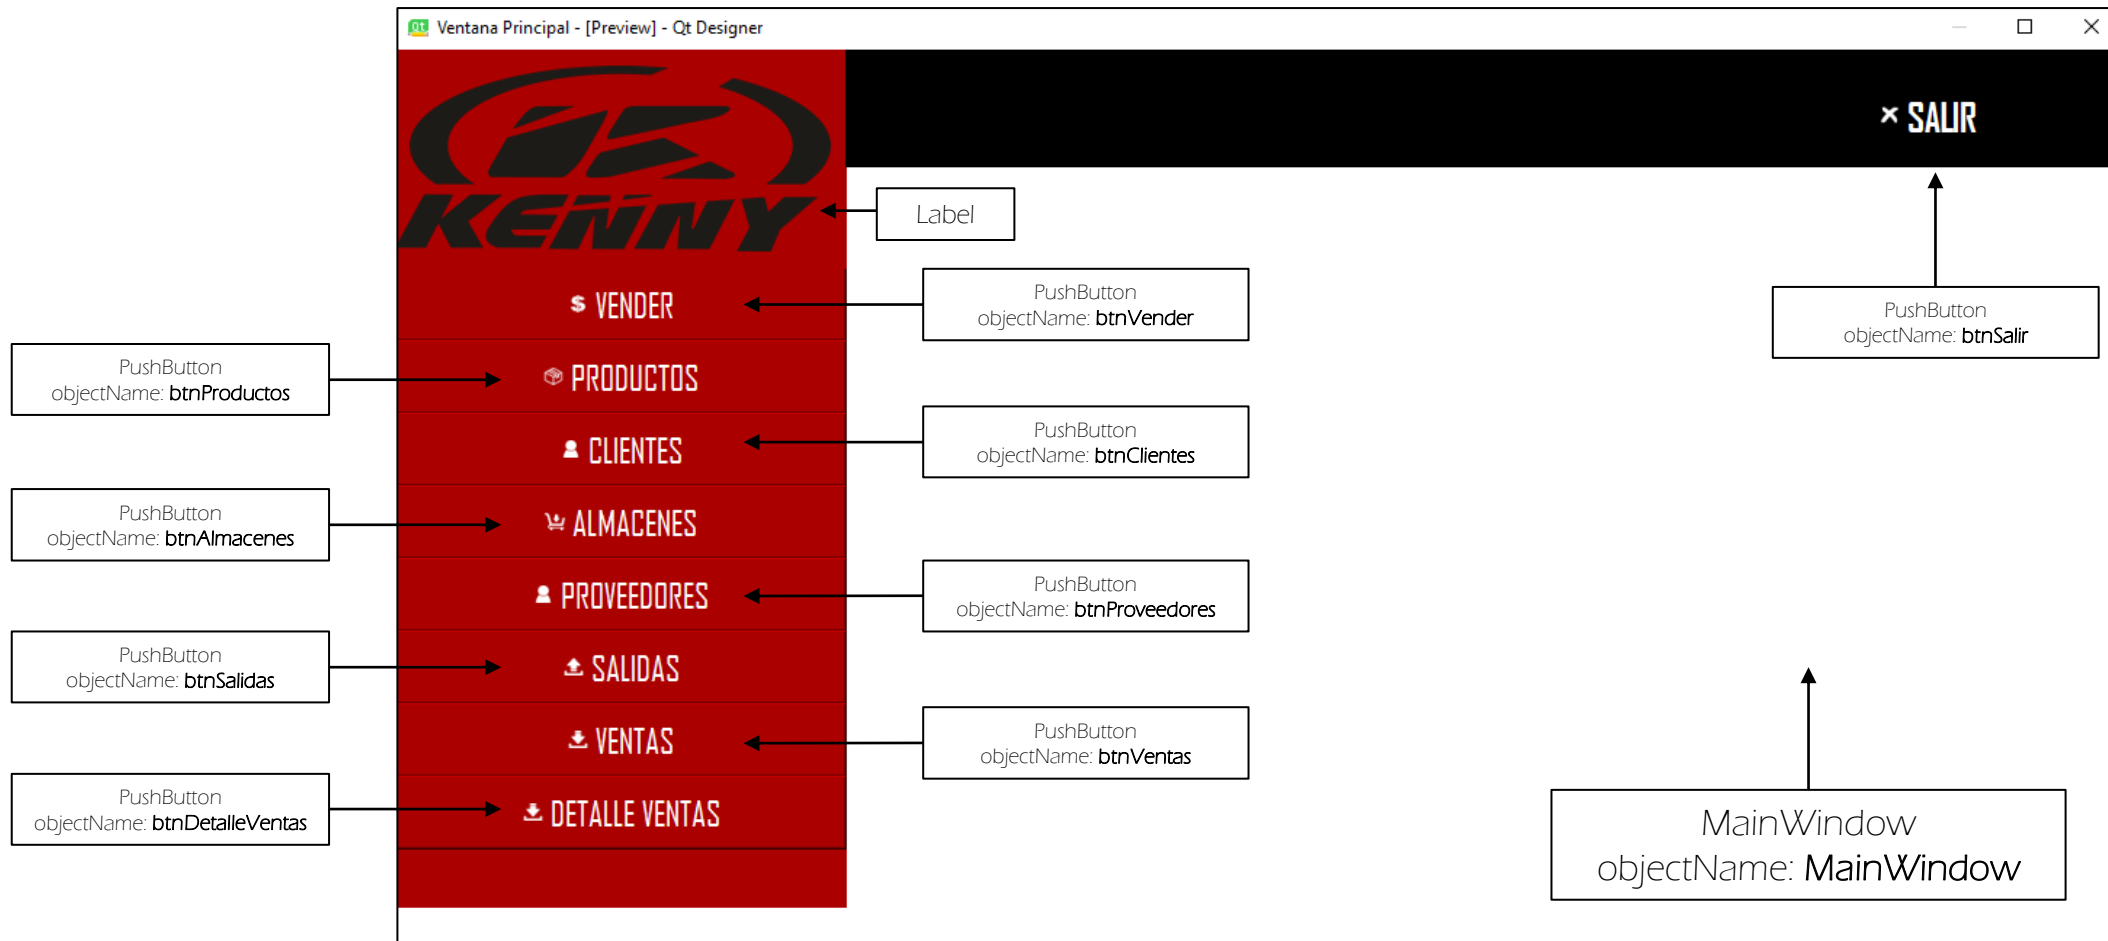 Ventana Principal - [Preview] - Qt Designer
SALIR
KENNY
Label
VENDER
PushButton
objectName: btnVender
PushButton
objectName: btnSalir
PushButton
objectName: btnProductos
PRODUCTOS
CLIENTES
PushButton
objectName: btnClientes
PushButton
objectName: btnAlmacenes
ALMACENES
PROVEEDORES
PushButton
objectName: btnProveedores
PushButton
objectName: btnSalidas
SALIDAS
VENTAS
PushButton
objectName: btnVentas
PushButton
objectName: btnDetalleVentas
DETALLE VENTAS
MainWindow
objectName: MainWindow